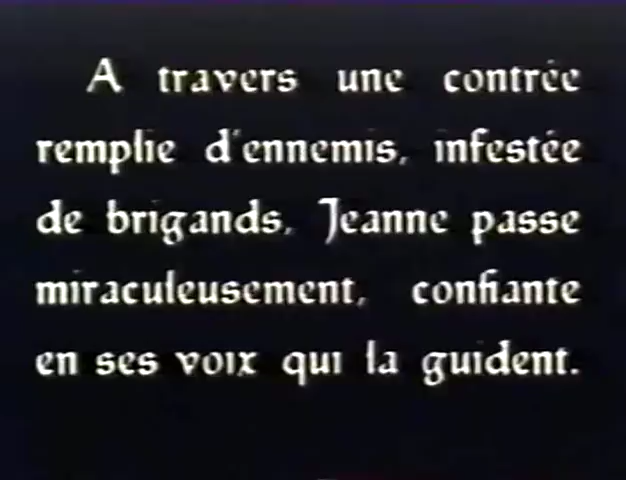 A travers une contrée
remplie d'ennemis, infestée
de brigands, Jeanne passe
miraculeusement, confiante
en ses voix qui la guident.